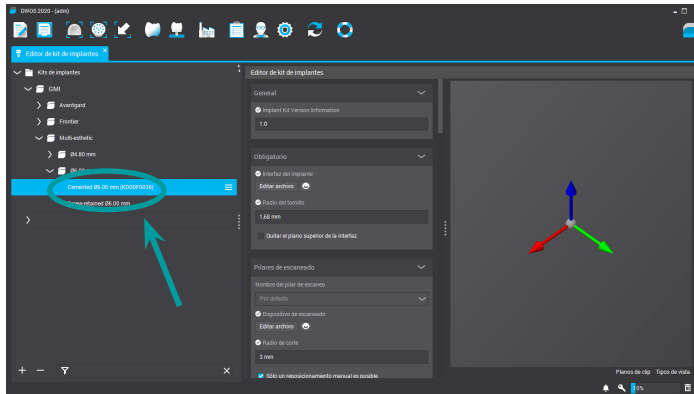 DWOS 2020 - (adm)
Editor de kit de implantes
Kits de implantes
GMI
Avantgard
Frontier
Multi-esthetic
Ø4.80 mm
Cemented Ø6.00 mm (KDGDF0036)
retained Ø6.00 mm
Editor de kit de implantes
General
Implant Kit Version Information
1.0
Obligatorio
Interfaz del implante
Editar archivo
Radio del tornillo
1,68 mm
Quitar el plano superior de la interfaz
Pilares de escaneado
Nombre del pilar de escaneo
Por defecto
Dispositivo de escaneado
Editar archivo
Radio de corte
3 mm
Sólo un reposicionamiento manual es posible
Planos de clip Tipos de vista
10%